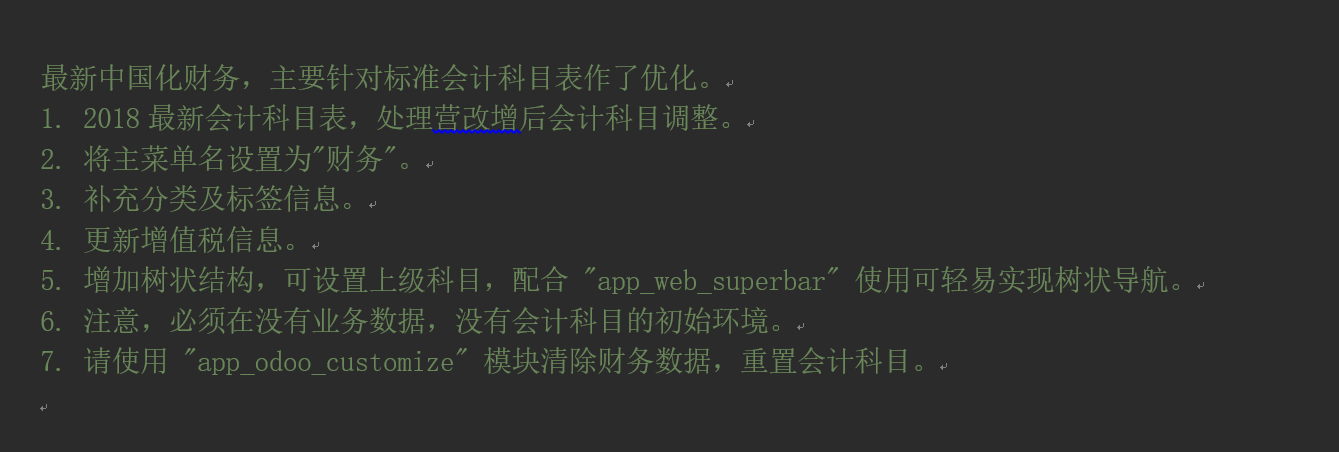 最新中国化财务，主要针对标准会计科目表作了优化。
1. 2018 最新会计科目表，处理营改增后会计科目调整。
2. 将主菜单名设置为"财务"。
3. 补充分类及标签信息。
4. 更新增值税信息。
5. 增加树状结构，可设置上级科目，配合 "app_web_superbar" 使用可轻易实现树状导航。
6. 注意，必须在没有业务数据，没有会计科目的初始环境。
7. 请使用 "app_odoo_customize" 模块清除财务数据，重置会计科目。